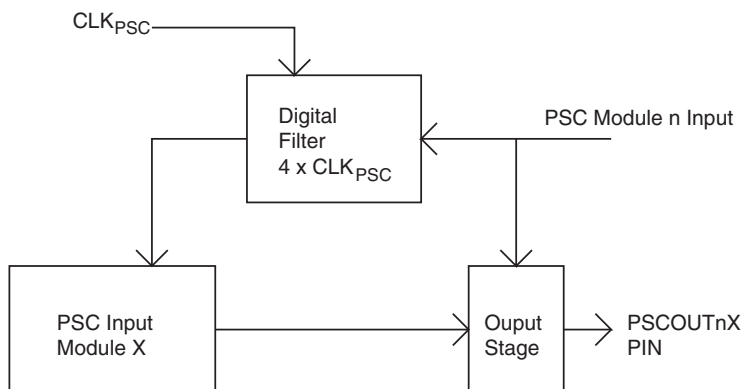 CLKPSC
Digital
Filter
4 x CLKPSC
PSC Module n Input
PSC Input
Module X
Ouput
Stage
PSCOUTnX
PIN